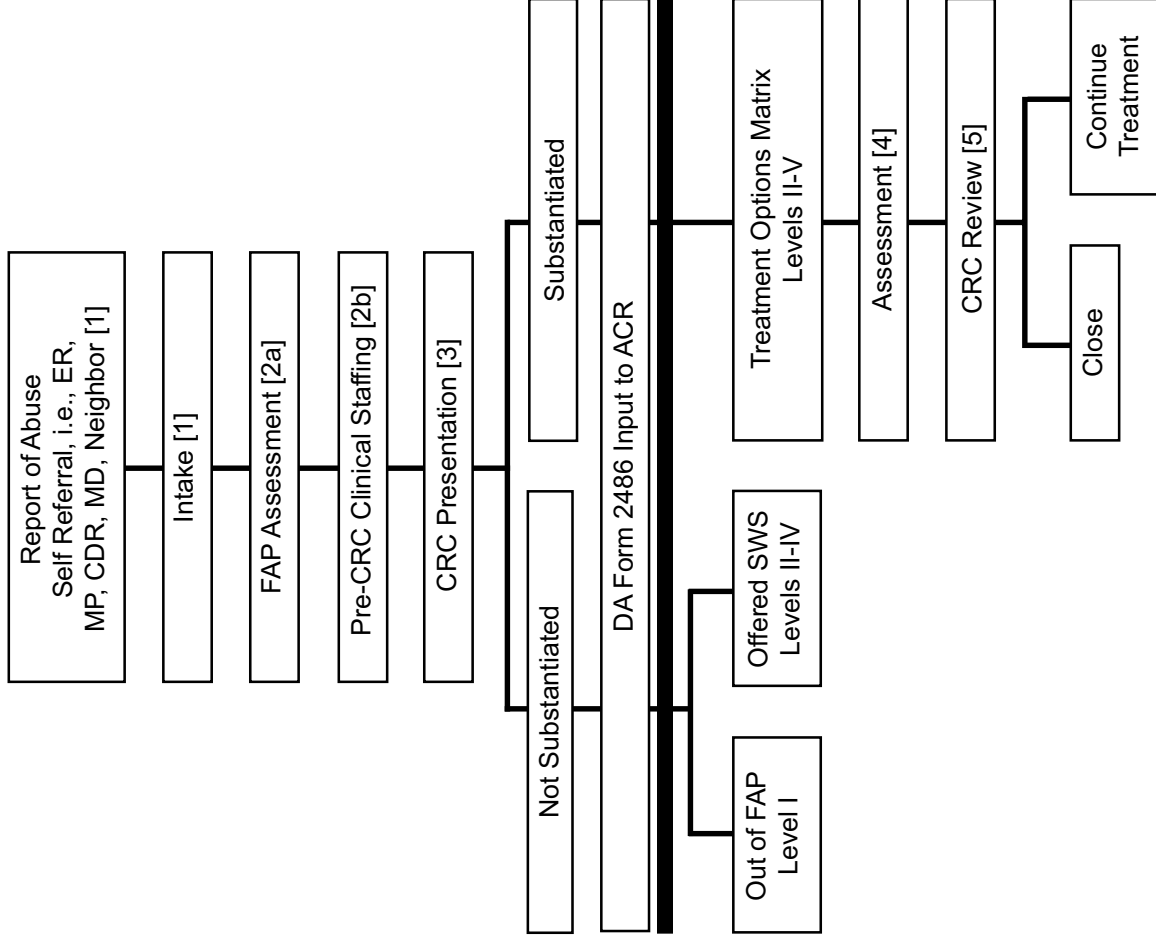 Report of Abuse
Self Referral, i.e., ER,
MP, CDR, MD, Neighbor [1]
Intake [1]
FAP Assessment [2a]
Pre-CRC Clinical Staffing [2b]
CRC Presentation [3]
Not Substantiated
Substantiated
DA Form 2486 Input to ACR
Out of FAP
Level I
Offered SWS
Levels II-IV
Treatment Options Matrix
Levels II-V
Assessment [4]
CRC Review [5]
Close
Continue
Treatment